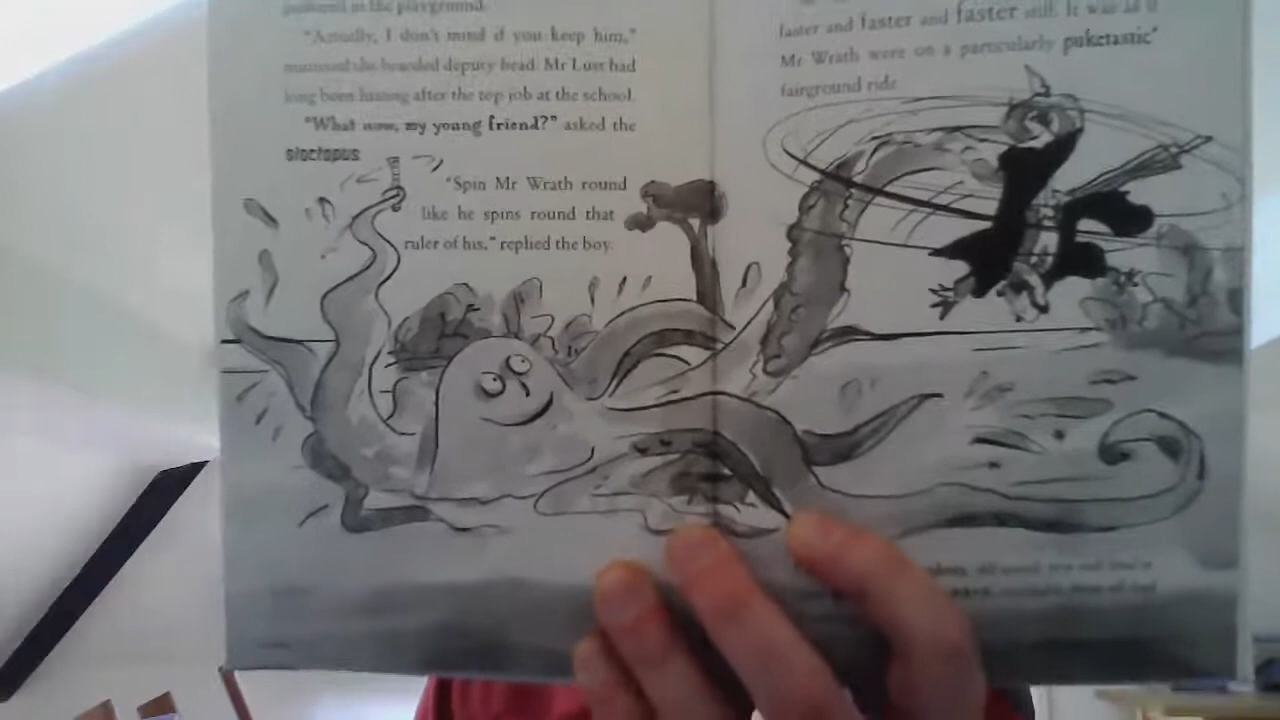 in the playground.
"Actually, I don't mind if you keep him,"
the bearded deputy head. Mr Lust had
long been lusting after the top job at the school.
"What now, my young friend?" asked the
sloctopus
"Spin Mr Wrath round
like he spins round that
ruler of his," replied the boy.
faster and faster and faster still. It was as if
Mr Wrath were on a particularly puketastic*
fairground ride